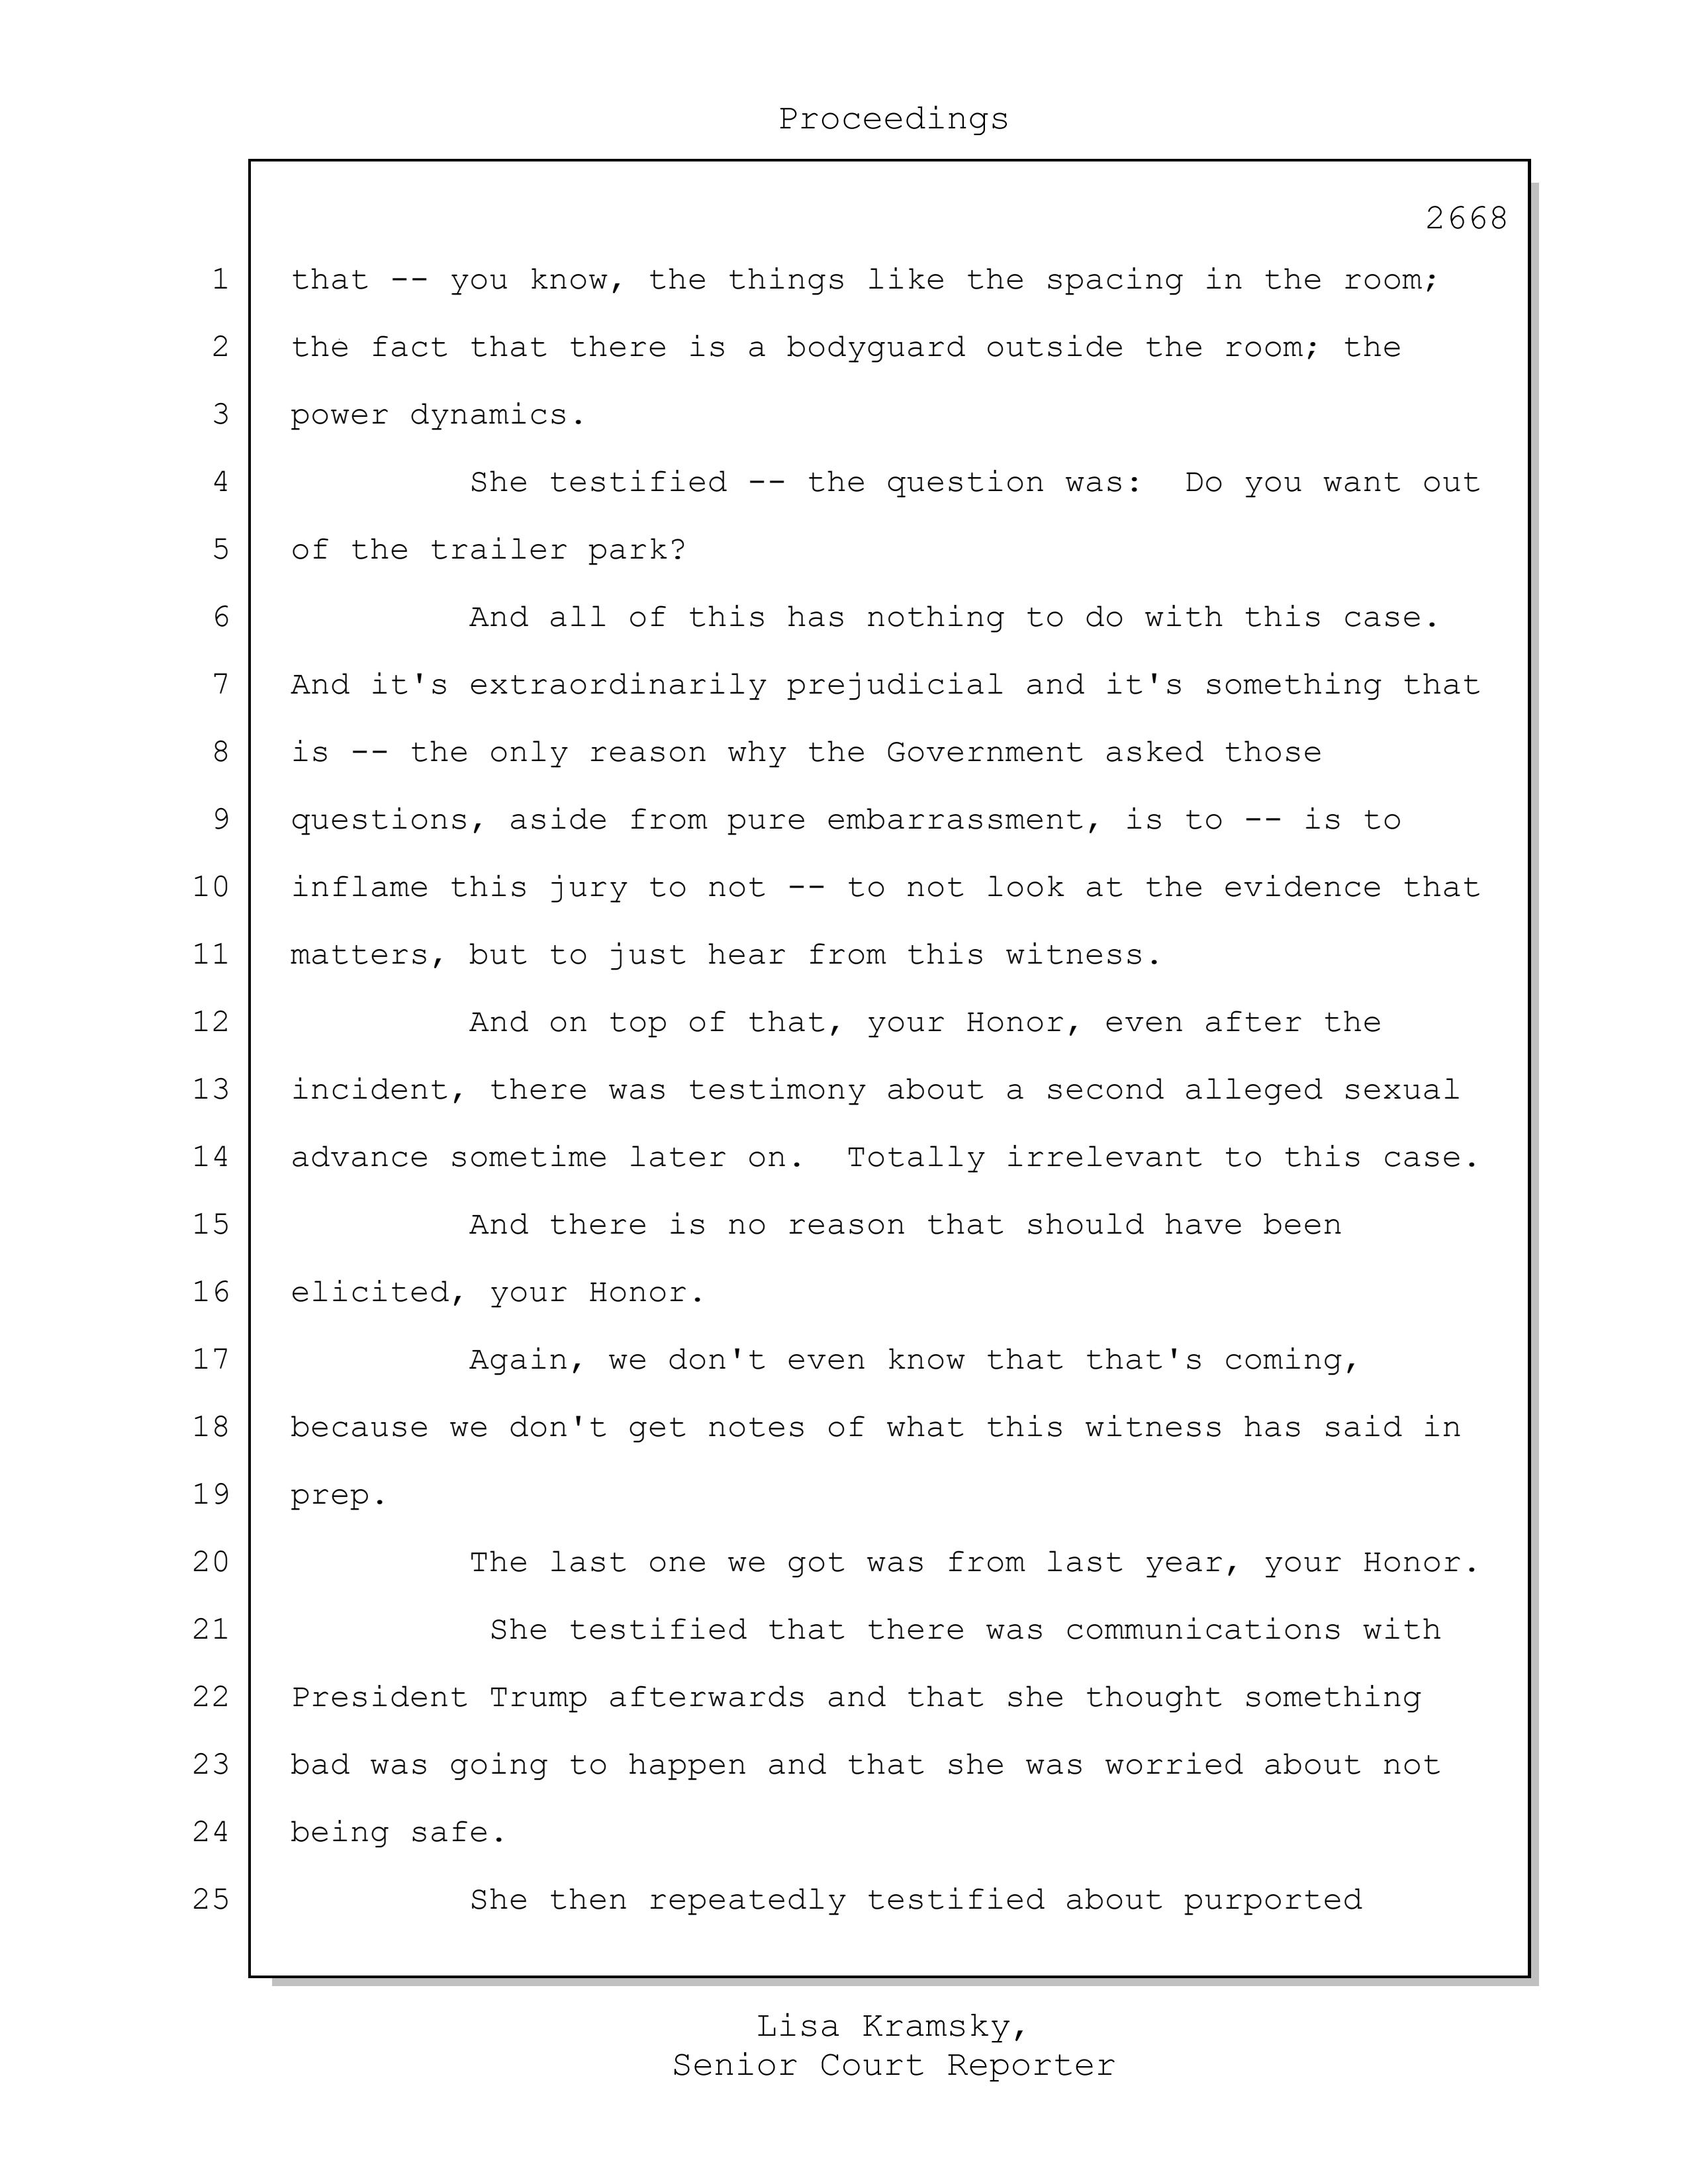 Proceedings
2668
1 that -- you know, the things like the spacing in the room;
2 the fact that there is a bodyguard outside the room; the
3 power dynamics.
4 She testified -- the question was:  Do you want out
5 of the trailer park?
6 And all of this has nothing to do with this case.
7 And it's extraordinarily prejudicial and it's something that
8 is -- the only reason why the Government asked those
9 questions, aside from pure embarrassment, is to -- is to
10 inflame this jury to not -- to not look at the evidence that
11 matters, but to just hear from this witness.
12 And on top of that, your Honor, even after the
13 incident, there was testimony about a second alleged sexual
14 advance sometime later on.  Totally irrelevant to this case.
15 And there is no reason that should have been
16 elicited, your Honor.
17 Again, we don't even know that that's coming,
18 because we don't get notes of what this witness has said in
19 prep.
20 The last one we got was from last year, your Honor.
21 She testified that there was communications with
22 President Trump afterwards and that she thought something
23 bad was going to happen and that she was worried about not
24 being safe.
25 She then repeatedly testified about purported
Lisa Kramsky,
Senior Court Reporter